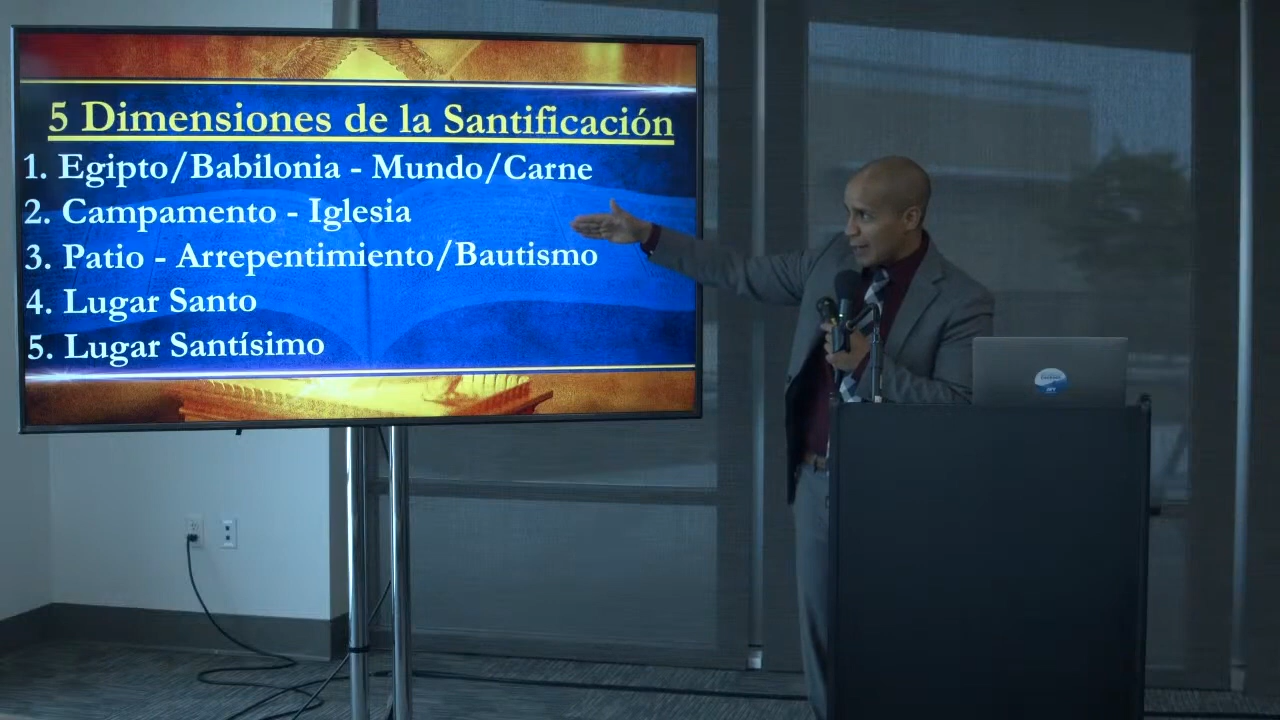 5 Dimensiones de la Santificación
1. Egipto/Babilonia - Mundo/Carne
2. Campamento - Iglesia
3. Patio - Arrepentimiento/Bautismo
4. Lugar Santo
5. Lugar Santísimo